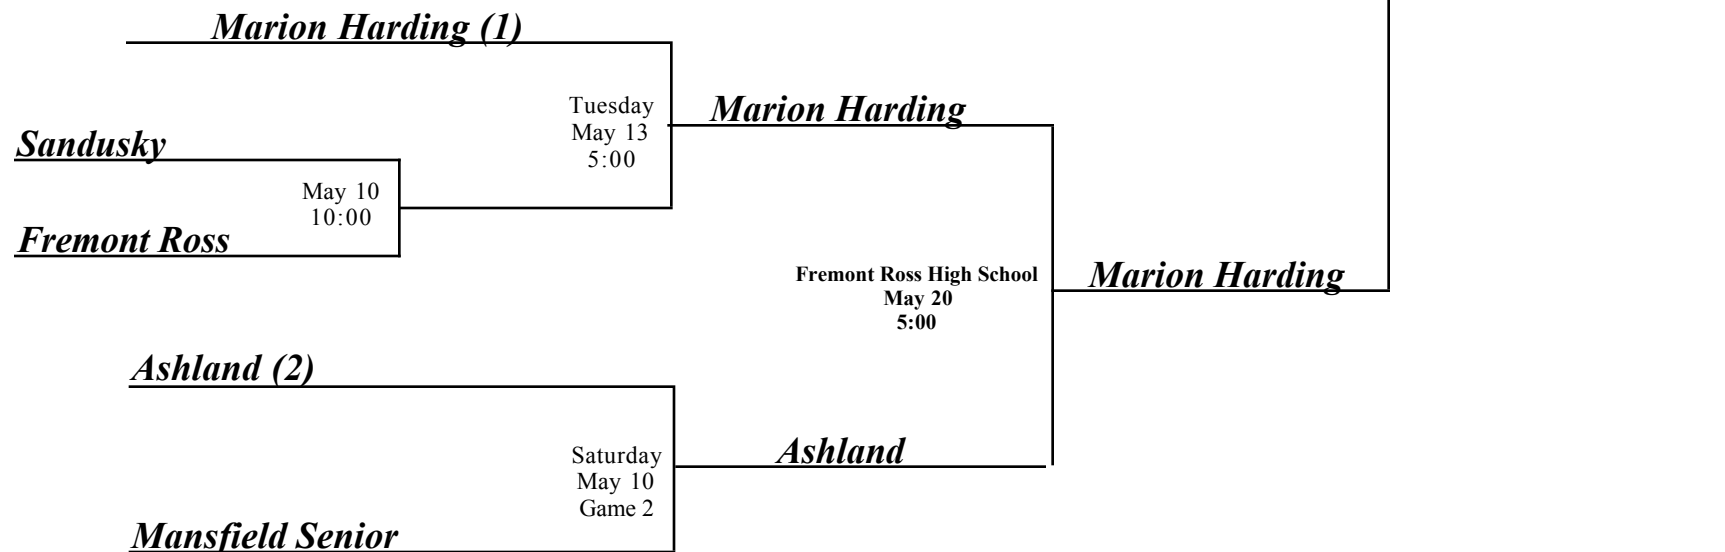 Marion Harding (1)
Tuesday
May 13
5:00
Marion Harding
Sandusky
May 10
10:00
Fremont Ross
Fremont Ross High School
May 20
5:00
Marion Harding
Ashland (2)
Saturday
May 10
Game 2
Ashland
Mansfield Senior